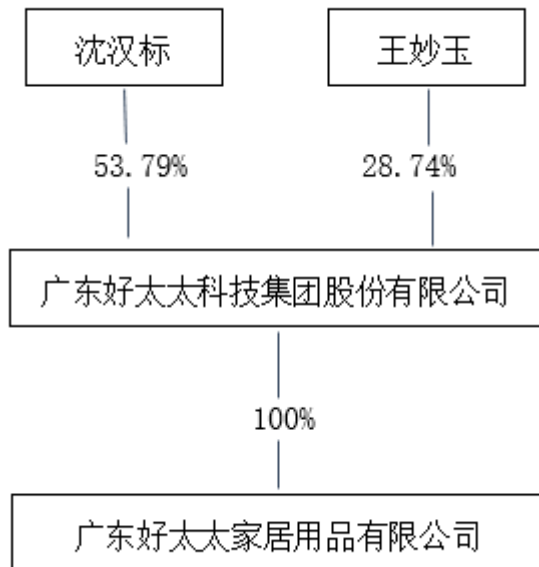 沈汉标
王妙玉
53.79%
28.74%
广东好太太科技集团股份有限公司
100%
广东好太太家居用品有限公司